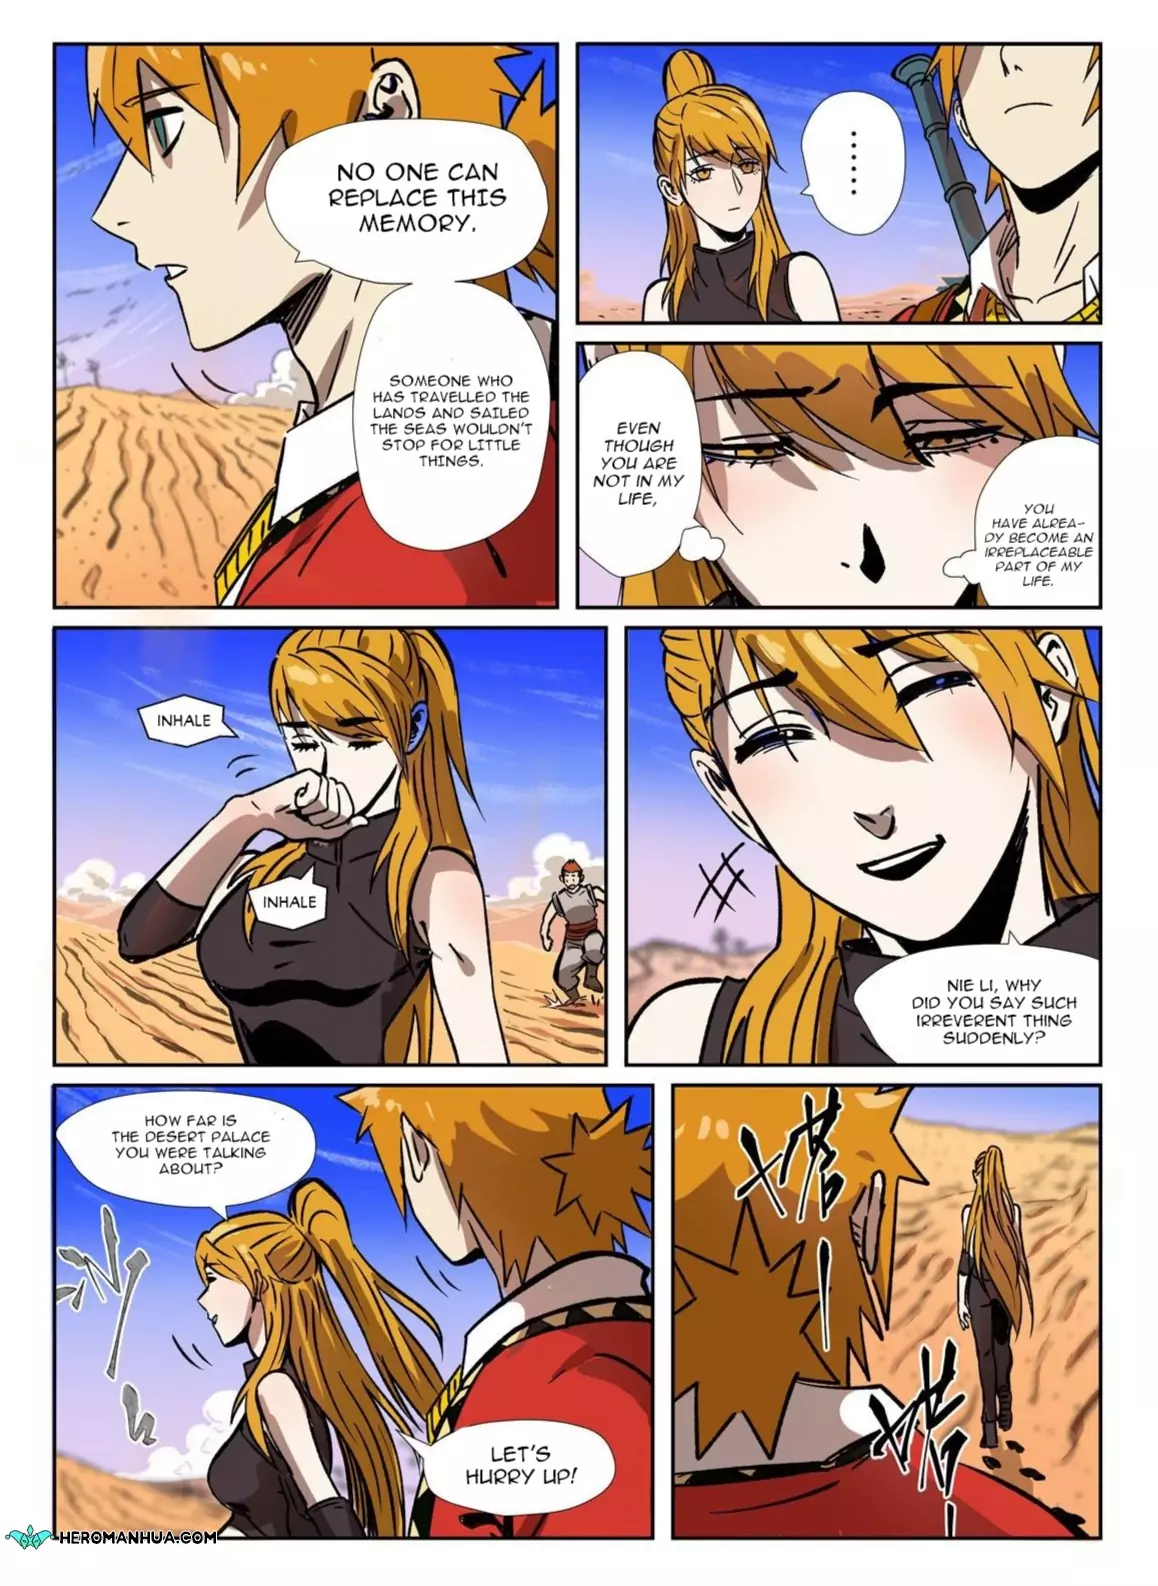 NO ONE CAN
REPLACE THIS
MEMORY.
SOMEONE WHO
HAS TRAVELLED THE
LANDS AND SAILED
THE SEAS WOULDN'T
STOP FOR LITTLE
THINGS.
......
EVEN
THOUGH
YOU ARE
NOT IN MY
LIFE,
YOU
HAVE ALREA-
DY BECOME AN
IRREPLACEABLE
PART OF MY
LIFE.
INHALE
INHALE
NIE LI, WHY
DID YOU SAY SUCH
IRREVERENT THING
SUDDENLY?
HOW FAR IS
THE DESERT PALACE
YOU WERE TALKING
ABOUT?
LET'S
HURRY UP!
HEROMANHUA.COM